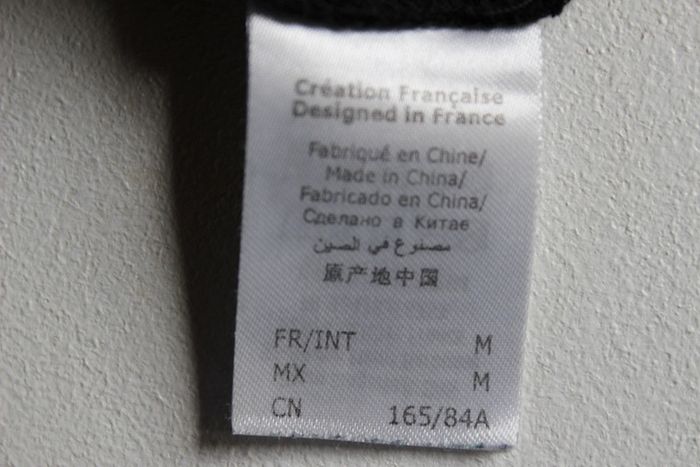 Création Française
Designed in France
Fabriqué en Chine/
Made in China/
Fabricado en China/
Сделано в Китае
مصنوع في الصين
原产地中国
FR/INT M
MX M
CN 165/84A